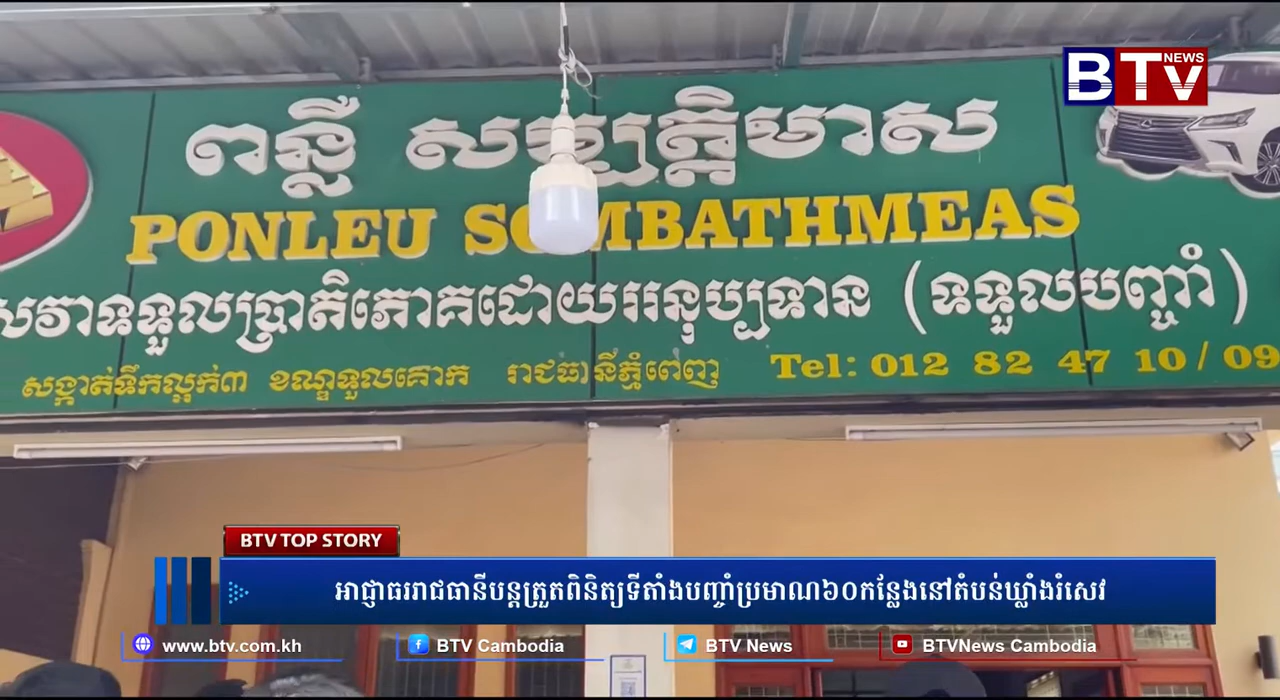 BTV NEWS
ពន្លឺ សម្បត្តិមាស
PONLEU SOMBATHMEAS
សេវាទទួលប្រាតិភោគដោយអនុប្បទាន (ទទួលបញ្ចាំ)
សង្កាត់ទឹកល្អក់៣ ខណ្ឌទួលគោក រាជធានីភ្នំពេញ Tel: 012 82 47 10 / 09
BTV TOP STORY
អាជ្ញាធររាជធានីបន្តត្រួតពិនិត្យទីតាំងបញ្ចាំប្រមាណ៦០កន្លែងនៅតំបន់ឃ្លាំងរំសេវ
www.btv.com.kh BTV Cambodia BTV News BTVNews Cambodia